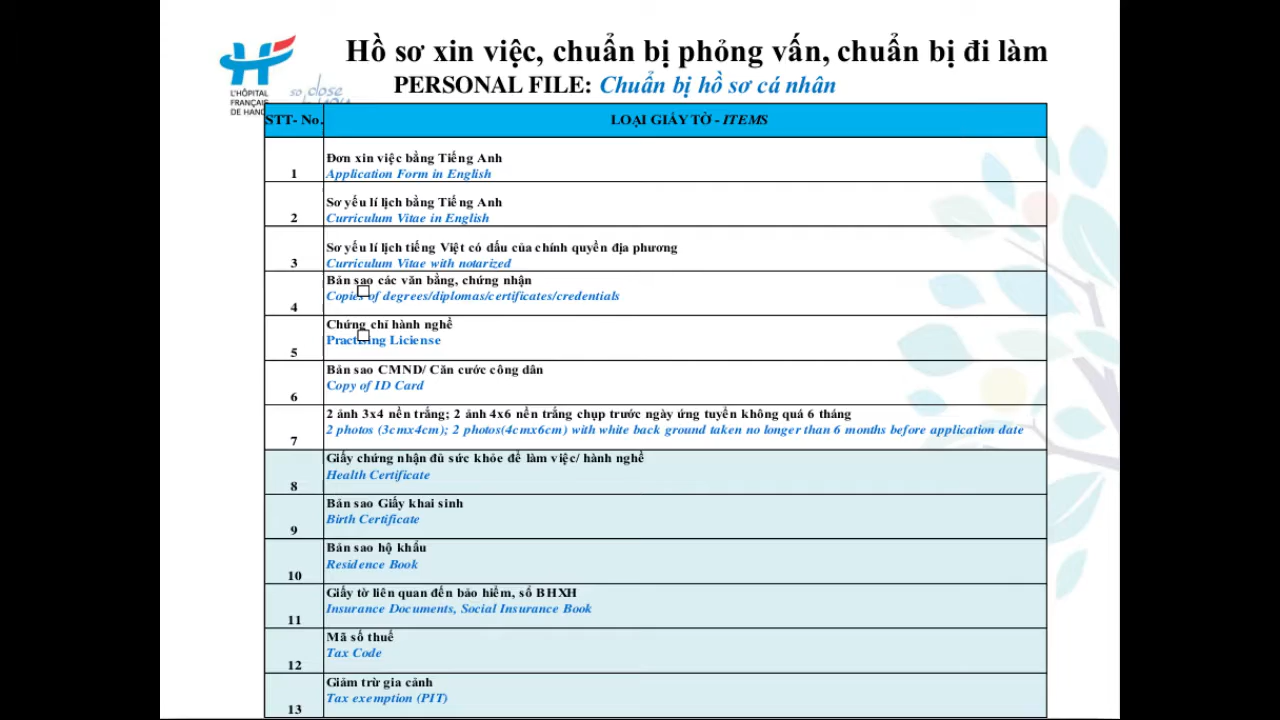 Hồ sơ xin việc, chuẩn bị phỏng vấn, chuẩn bị đi làm
PERSONAL FILE: Chuẩn bị hồ sơ cá nhân
L'HÔPITAL
FRANÇAIS
DE HANOI
so close
STT- No.
LOẠI GIẤY TỜ - ITEMS
1
Đơn xin việc bằng Tiếng Anh
Application Form in English
2
Sơ yếu lí lịch bằng Tiếng Anh
Curriculum Vitae in English
3
Sơ yếu lí lịch tiếng Việt có dấu của chính quyền địa phương
Curriculum Vitae with notarized
4
Bản sao các văn bằng, chứng nhận
Copies of degrees/diplomas/certificates/credentials
5
Chứng chỉ hành nghề
Practising Liciense
6
Bản sao CMND/ Căn cước công dân
Copy of ID Card
7
2 ảnh 3x4 nền trắng; 2 ảnh 4x6 nền trắng chụp trước ngày ứng tuyển không quá 6 tháng
2 photos (3cmx4cm); 2 photos(4cmx6cm) with white back ground taken no longer than 6 months before application date
8
Giấy chứng nhận đủ sức khỏe để làm việc/ hành nghề
Health Certificate
9
Bản sao Giấy khai sinh
Birth Certificate
10
Bản sao hộ khẩu
Residence Book
11
Giấy tờ liên quan đến bảo hiểm, sổ BHXH
Insurance Documents, Social Insurance Book
12
Mã số thuế
Tax Code
13
Giảm trừ gia cảnh
Tax exemption (PIT)